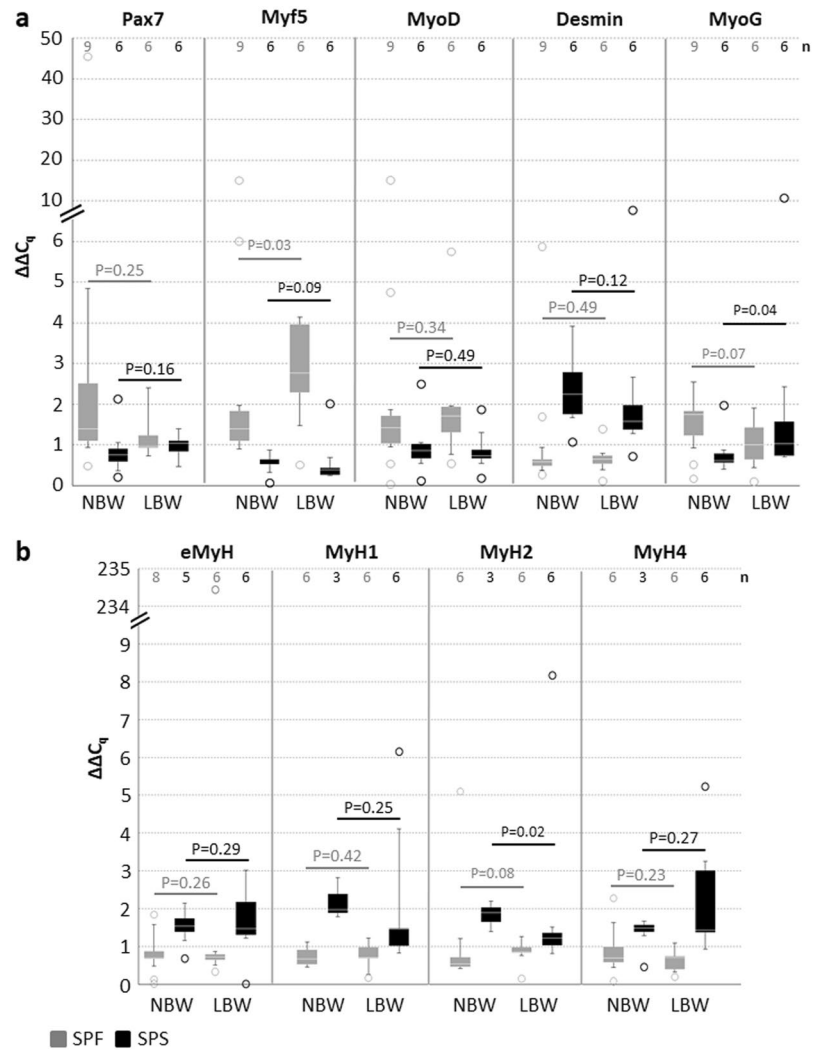 a
Pax7 Myf5 MyoD Desmin MyoG
50 9 6 6 6 9 6 6 6 9 6 6 6 9 6 6 6 9 6 6 6 n
40
30
20
10
ΔΔCq
6
P=0.25 P=0.03 P=0.09 P=0.12
5
P=0.16 P=0.34 P=0.49 P=0.49 P=0.04
4
P=0.07
3
2
1
0
NBW LBW NBW LBW NBW LBW NBW LBW NBW LBW
b
eMyH MyH1 MyH2 MyH4
235 8 5 6 6 6 3 6 6 6 3 6 6 6 3 6 6 n
234
9
8
7
6
ΔΔCq
5
P=0.25
4
P=0.29 P=0.42 P=0.02 P=0.27
3
P=0.26 P=0.08 P=0.23
2
1
0
NBW LBW NBW LBW NBW LBW NBW LBW
SPF SPS